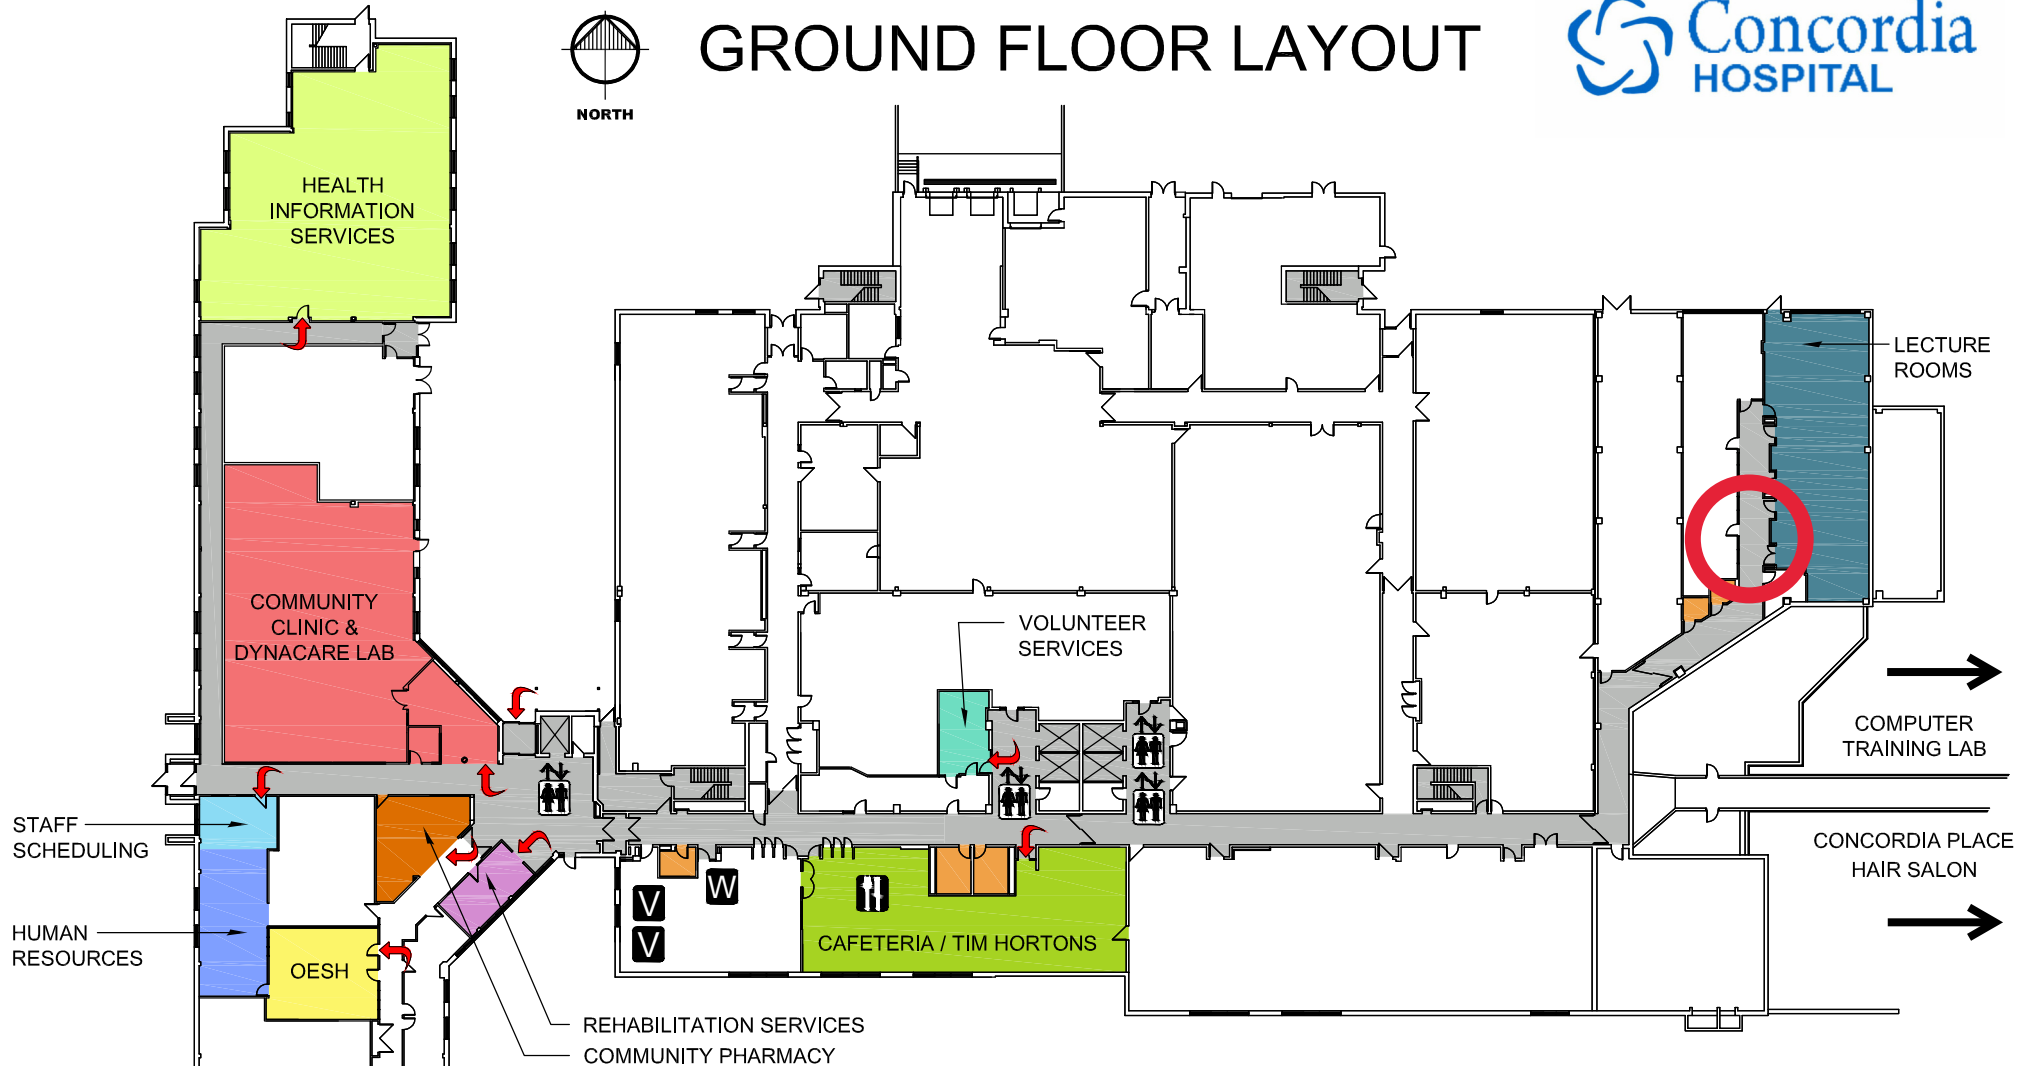 GROUND FLOOR LAYOUT
Concordia
HOSPITAL
NORTH
HEALTH
INFORMATION
SERVICES
LECTURE
ROOMS
COMMUNITY
CLINIC &
DYNACARE LAB
VOLUNTEER
SERVICES
COMPUTER
TRAINING LAB
STAFF
SCHEDULING
CONCORDIA PLACE
HAIR SALON
HUMAN
RESOURCES
OESH
V
W
V
CAFETERIA / TIM HORTONS
REHABILITATION SERVICES
COMMUNITY PHARMACY